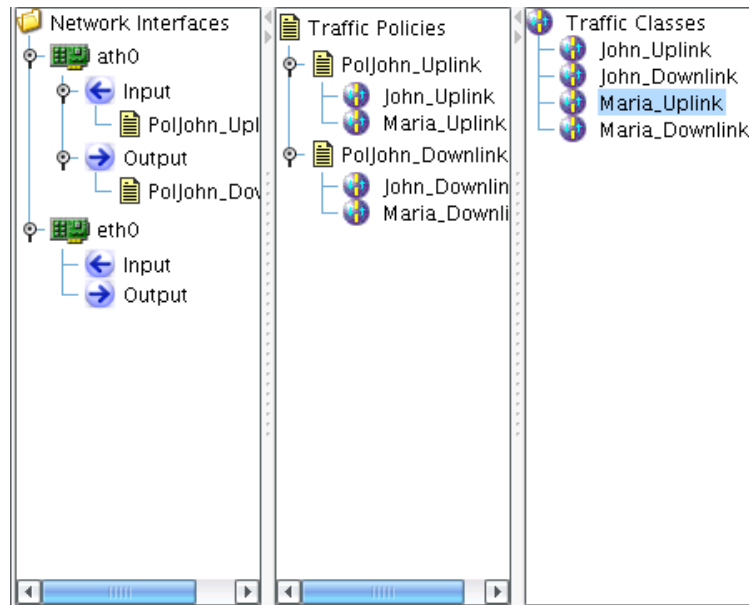 Network Interfaces
ath0
Input
PolJohn_Upl
Output
PolJohn_Dov
eth0
Input
Output
Traffic Policies
PolJohn_Uplink
John_Uplink
Maria_Uplink
PolJohn_Downlink
John_Downlin
Maria_Downli
Traffic Classes
John_Uplink
John_Downlink
Maria_Uplink
Maria_Downlink